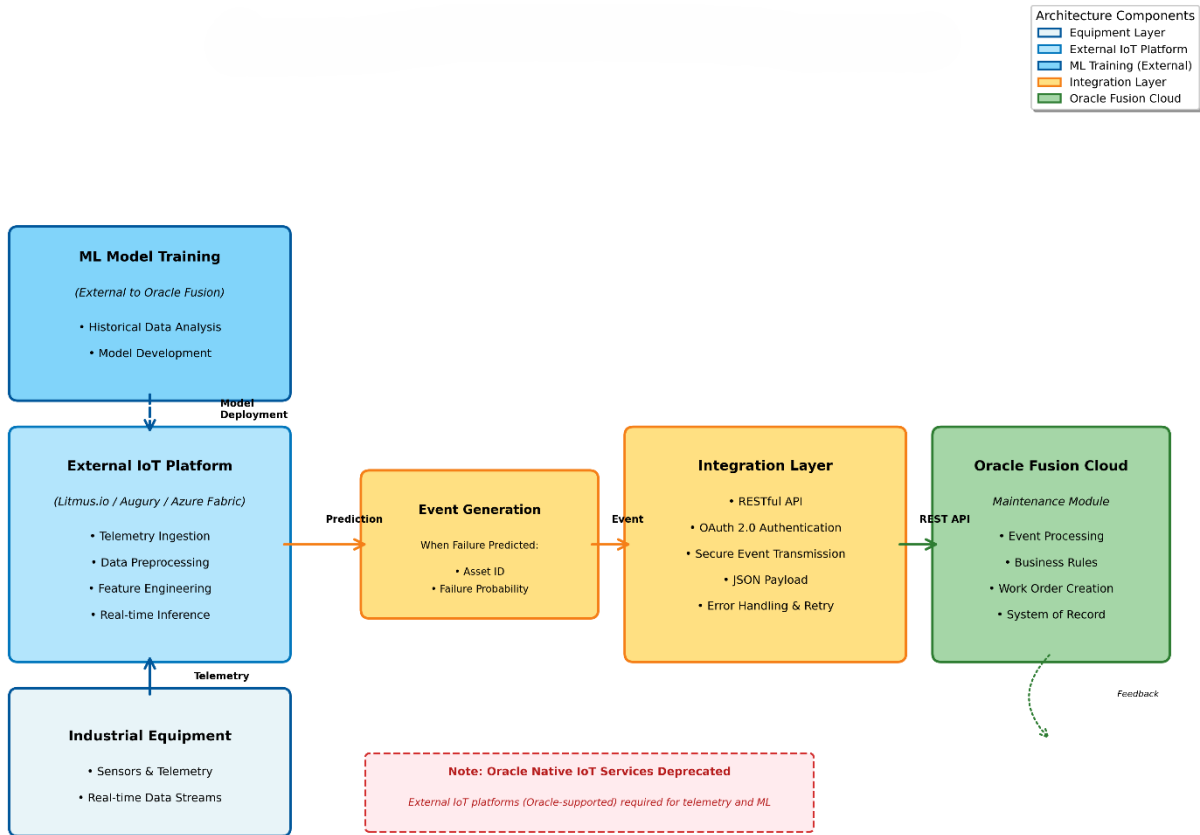 Architecture Components
Equipment Layer
External IoT Platform
ML Training (External)
Integration Layer
Oracle Fusion Cloud
ML Model Training
(External to Oracle Fusion)
• Historical Data Analysis
• Model Development
Model
Deployment
External IoT Platform
(Litmus.io / Augury / Azure Fabric)
• Telemetry Ingestion
• Data Preprocessing
• Feature Engineering
• Real-time Inference
Prediction
Event Generation
When Failure Predicted:
• Asset ID
• Failure Probability
Event
Integration Layer
• RESTful API
• OAuth 2.0 Authentication
• Secure Event Transmission
• JSON Payload
• Error Handling & Retry
REST API
Oracle Fusion Cloud
Maintenance Module
• Event Processing
• Business Rules
• Work Order Creation
• System of Record
Telemetry
Feedback
Industrial Equipment
• Sensors & Telemetry
• Real-time Data Streams
Note: Oracle Native IoT Services Deprecated
External IoT platforms (Oracle-supported) required for telemetry and ML